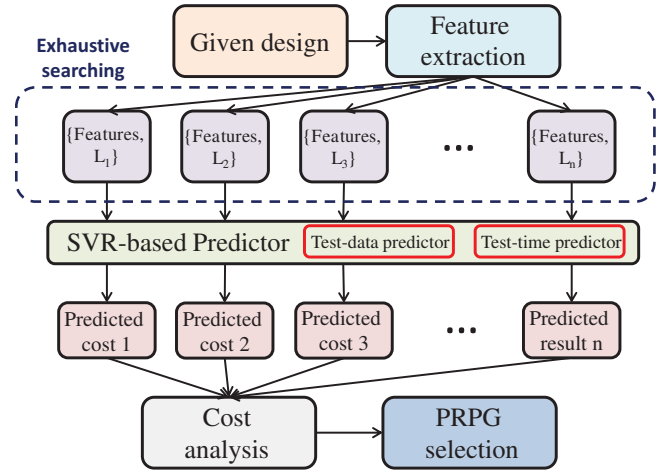 Given design
Feature
extraction
Exhaustive
searching
{Features,
L1}
{Features,
L2}
{Features,
L3}
...
{Features,
Ln}
SVR-based Predictor
Test-data predictor
Test-time predictor
Predicted
cost 1
Predicted
cost 2
Predicted
cost 3
...
Predicted
result n
Cost
analysis
PRPG
selection